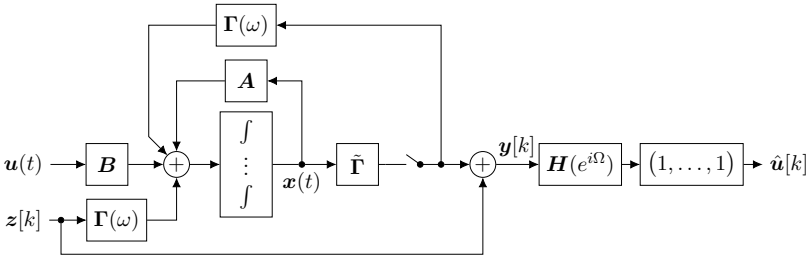 Γ(ω)
A
∫
⋮
∫
u(t)
B
+
x(t)
Γ̃
+
y[k]
H(e^{iΩ})
(1, …, 1)
û[k]
z[k]
Γ(ω)